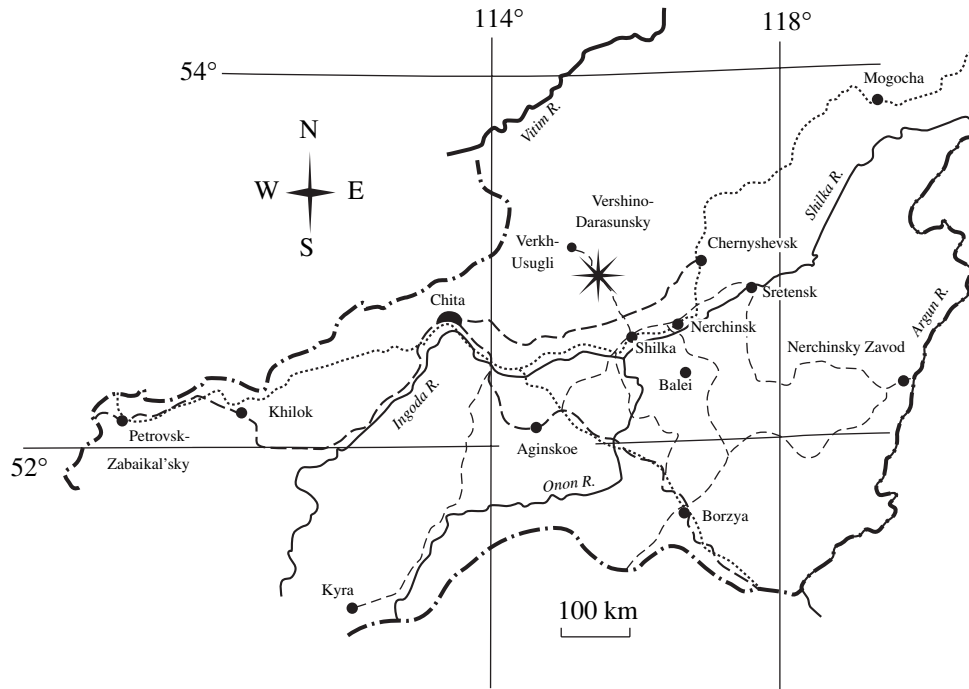 114°
118°
54°
Mogocha
Vitim R.
N
W
E
S
Vershino-
Darasunsky
Shilka R.
Verkh-
Usugli
Chernyshevsk
Chita
Sretensk
Argun R.
Nerchinsk
Shilka
Nerchinsky Zavod
Balei
Ingoda R.
Khilok
Petrovsk-
Zabaikal’sky
Aginskoe
52°
Onon R.
Borzya
Kyra
100 km